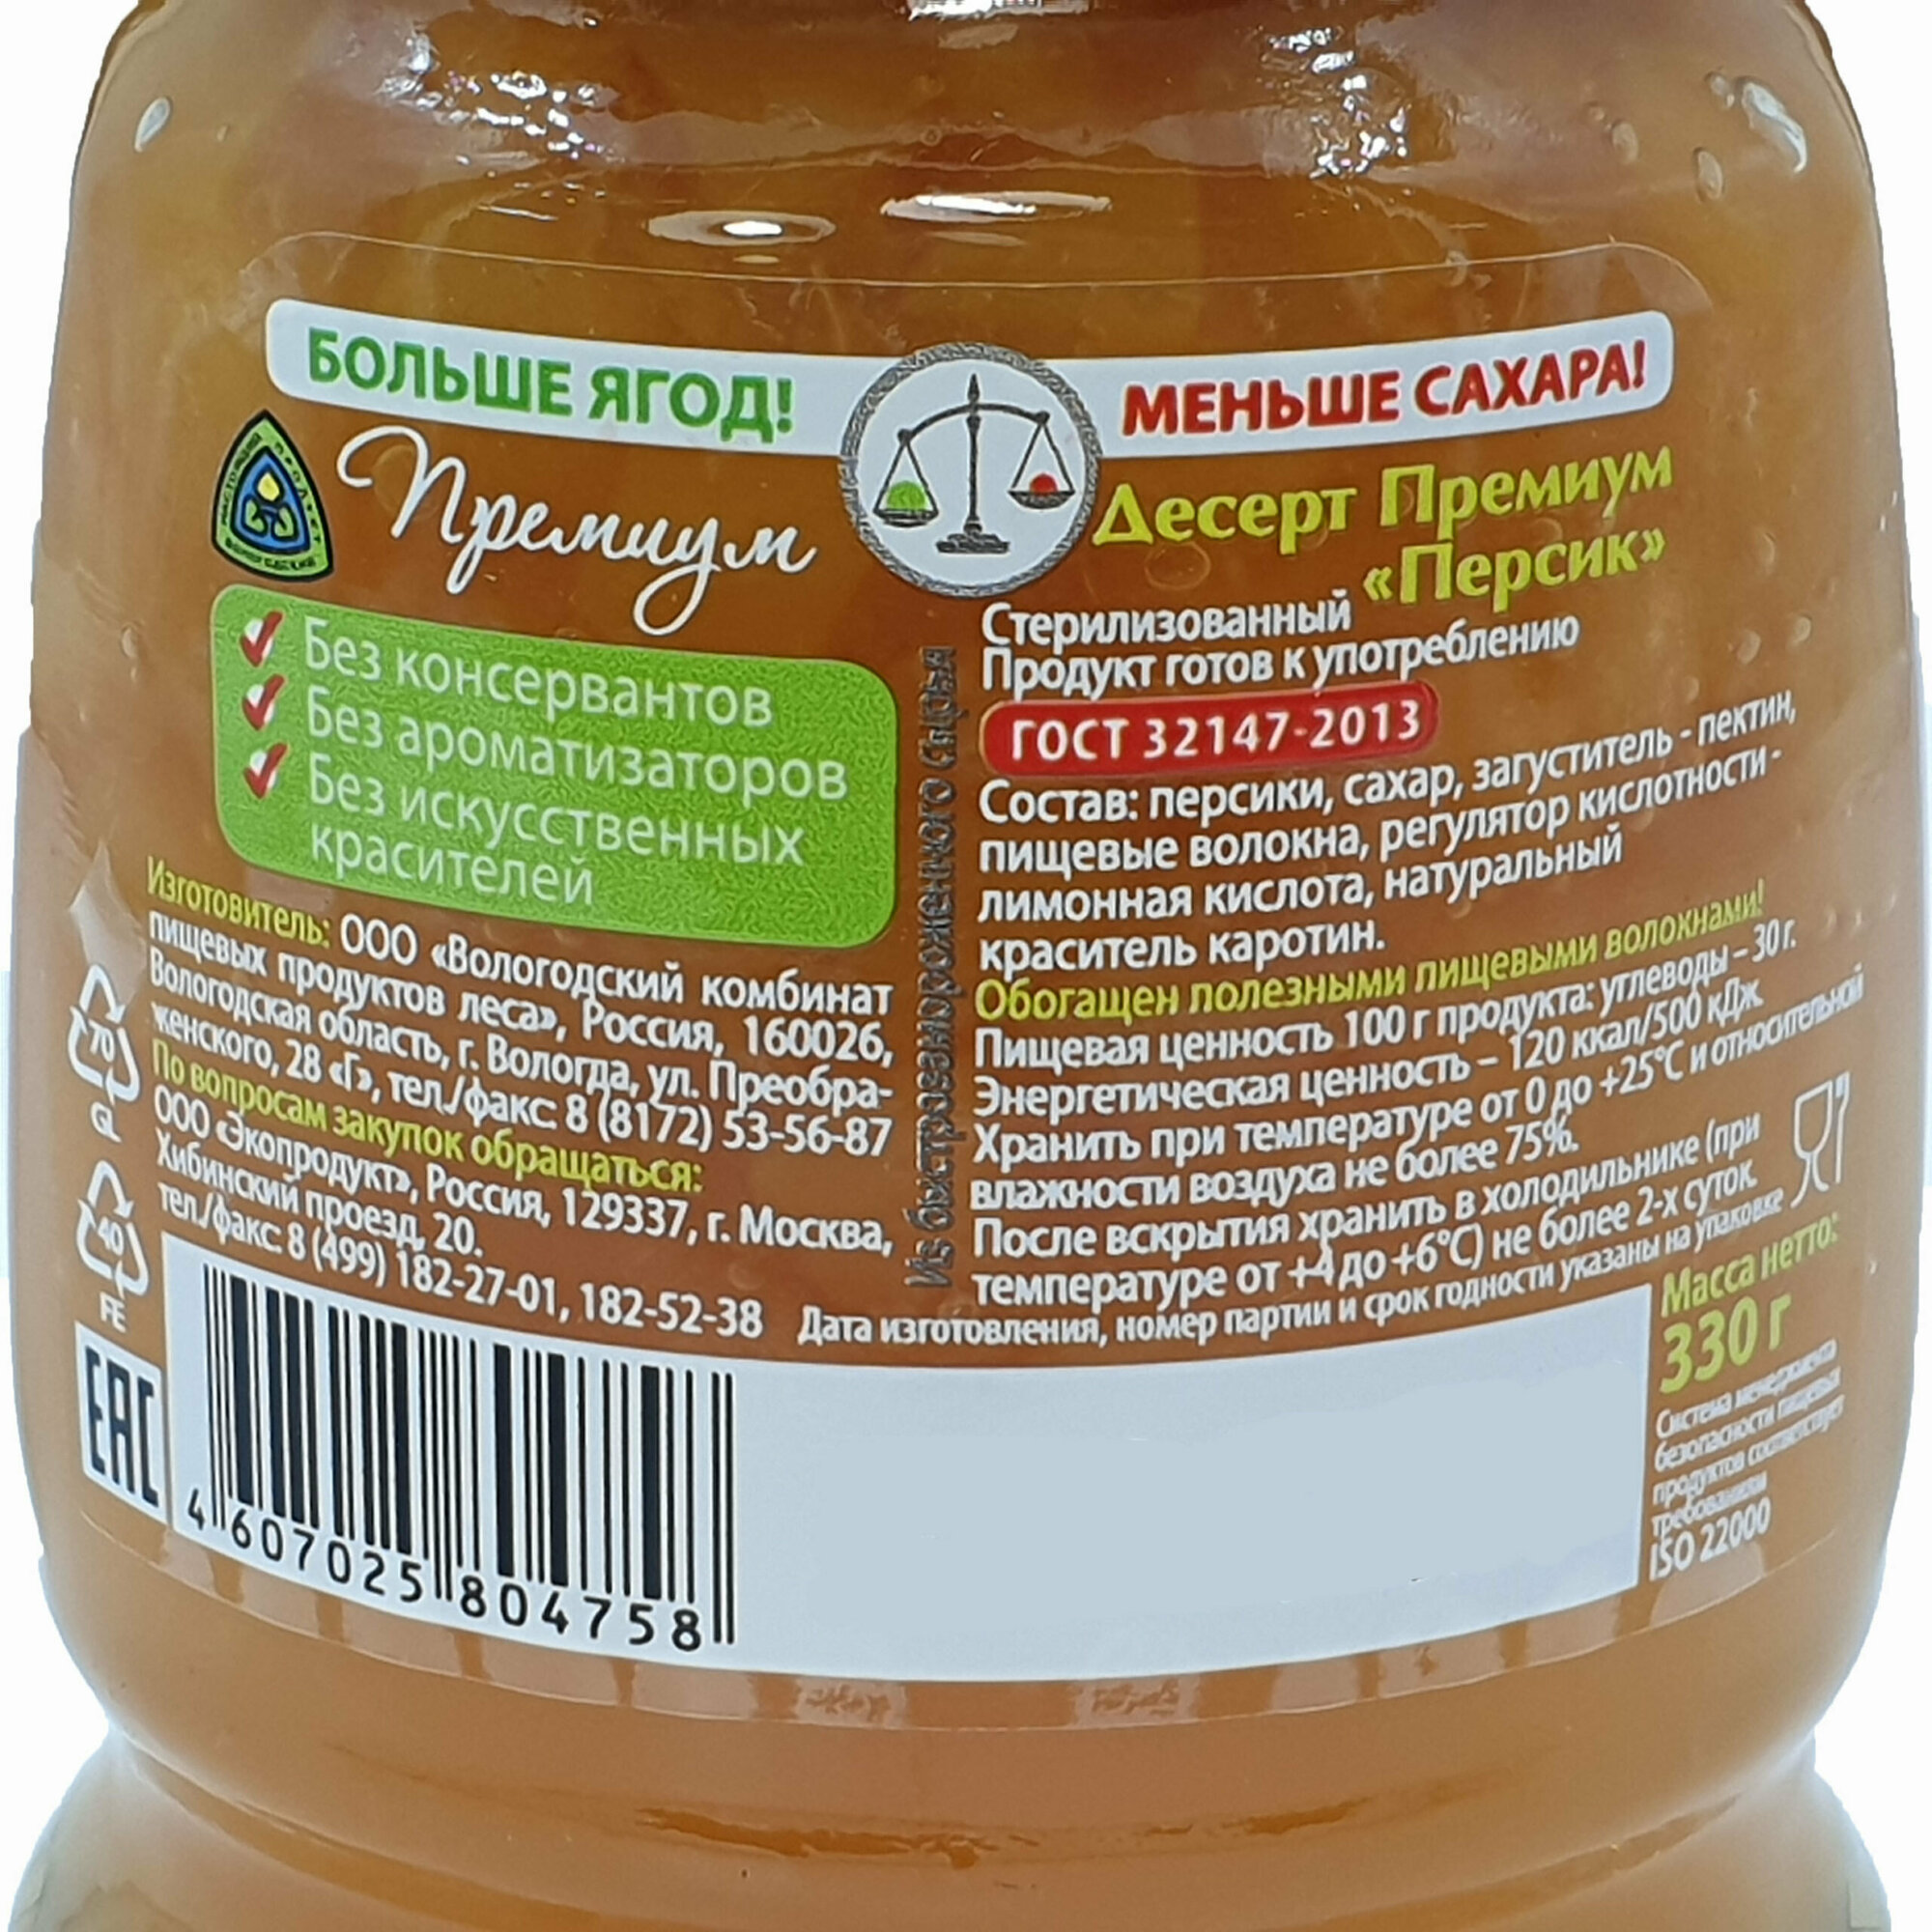 БОЛЬШЕ ЯГОД!
МЕНЬШЕ САХАРА!
Премиум
Без консервантов
Без ароматизаторов
Без искусственных
красителей
Изготовитель: ООО «Вологодский комбинат
пищевых продуктов леса», Россия, 160026,
Вологодская область, г. Вологда, ул. Преобра-
женского, 28 «Г», тел./факс: 8 (8172) 53-56-87
По вопросам закупок обращаться:
ООО «Экопродукт», Россия, 129337, г. Москва,
Хибинский проезд, 20.
тел./факс: 8 (499) 182-27-01, 182-52-38
70
GL
40
FE
EAC
4 607025 804758
Из быстрозамороженного сырья
Десерт Премиум
«Персик»
Стерилизованный
Продукт готов к употреблению
ГОСТ 32147-2013
Состав: персики, сахар, загуститель - пектин,
пищевые волокна, регулятор кислотности -
лимонная кислота, натуральный
краситель каротин.
Обогащен полезными пищевыми волокнами!
Пищевая ценность 100 г продукта: углеводы – 30 г.
Энергетическая ценность – 120 ккал/500 кДж.
Хранить при температуре от 0 до +25°С и относительной
влажности воздуха не более 75%.
После вскрытия хранить в холодильнике (при
температуре от +4 до +6°С) не более 2-х суток.
Дата изготовления, номер партии и срок годности указаны на упаковке
Масса нетто:
330 г
Система менеджмента
безопасности пищевых
продуктов соответствует
требованиям
ISO 22000